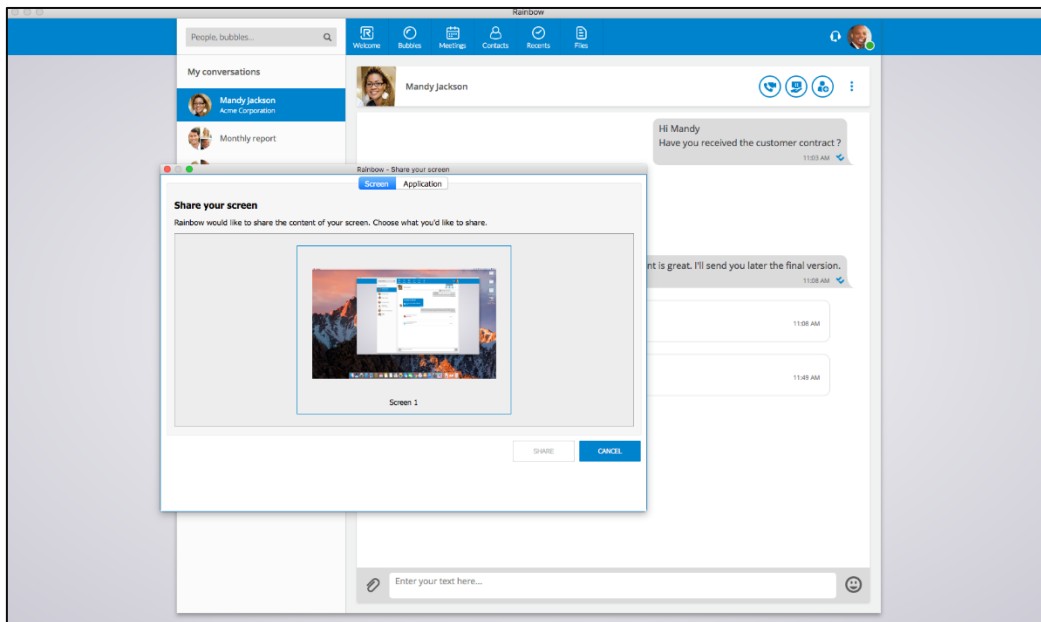 Rainbow
People, bubbles...
Welcome
Bubbles
Meetings
Contacts
Recents
Files
My conversations
Mandy Jackson
Acme Corporation
Monthly report
Mandy Jackson
Hi Mandy
Have you received the customer contract ?
11:03 AM
Rainbow - Share your screen
Screen
Application
Share your screen
Rainbow would like to share the content of your screen. Choose what you'd like to share.
Screen 1
SHARE
CANCEL
nt is great. I'll send you later the final version.
11:08 AM
11:08 AM
11:49 AM
Enter your text here...